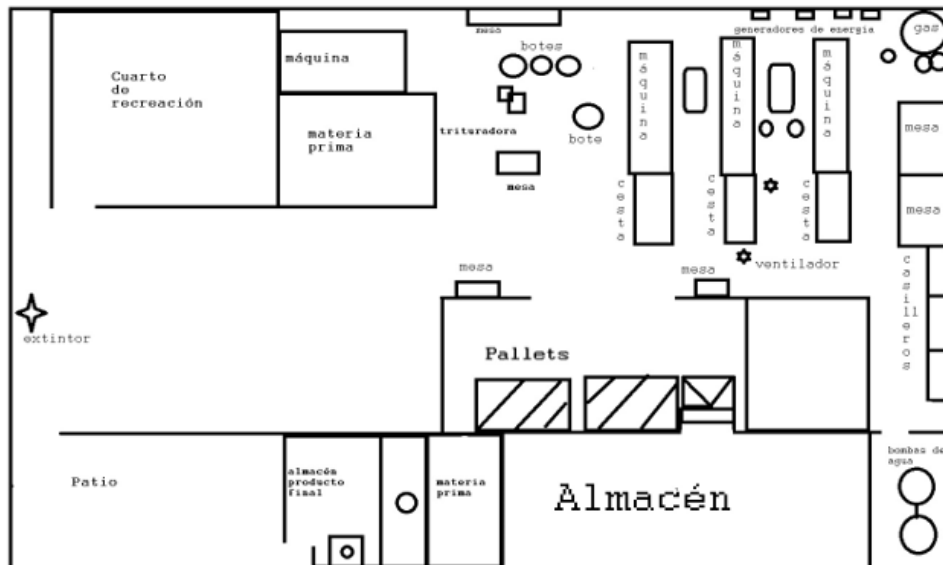 mesa
generadores de energia
gas
botes
máquina
Cuarto
de
recreación
máquina
máquina
máquina
mesa
materia
prima
trituradora
bote
mesa
cesta
cesta
cesta
mesa
mesa
mesa
ventilador
casilleros
extintor
Pallets
bombas de
agua
Patio
almacén
producto
final
materia
prima
Almacén